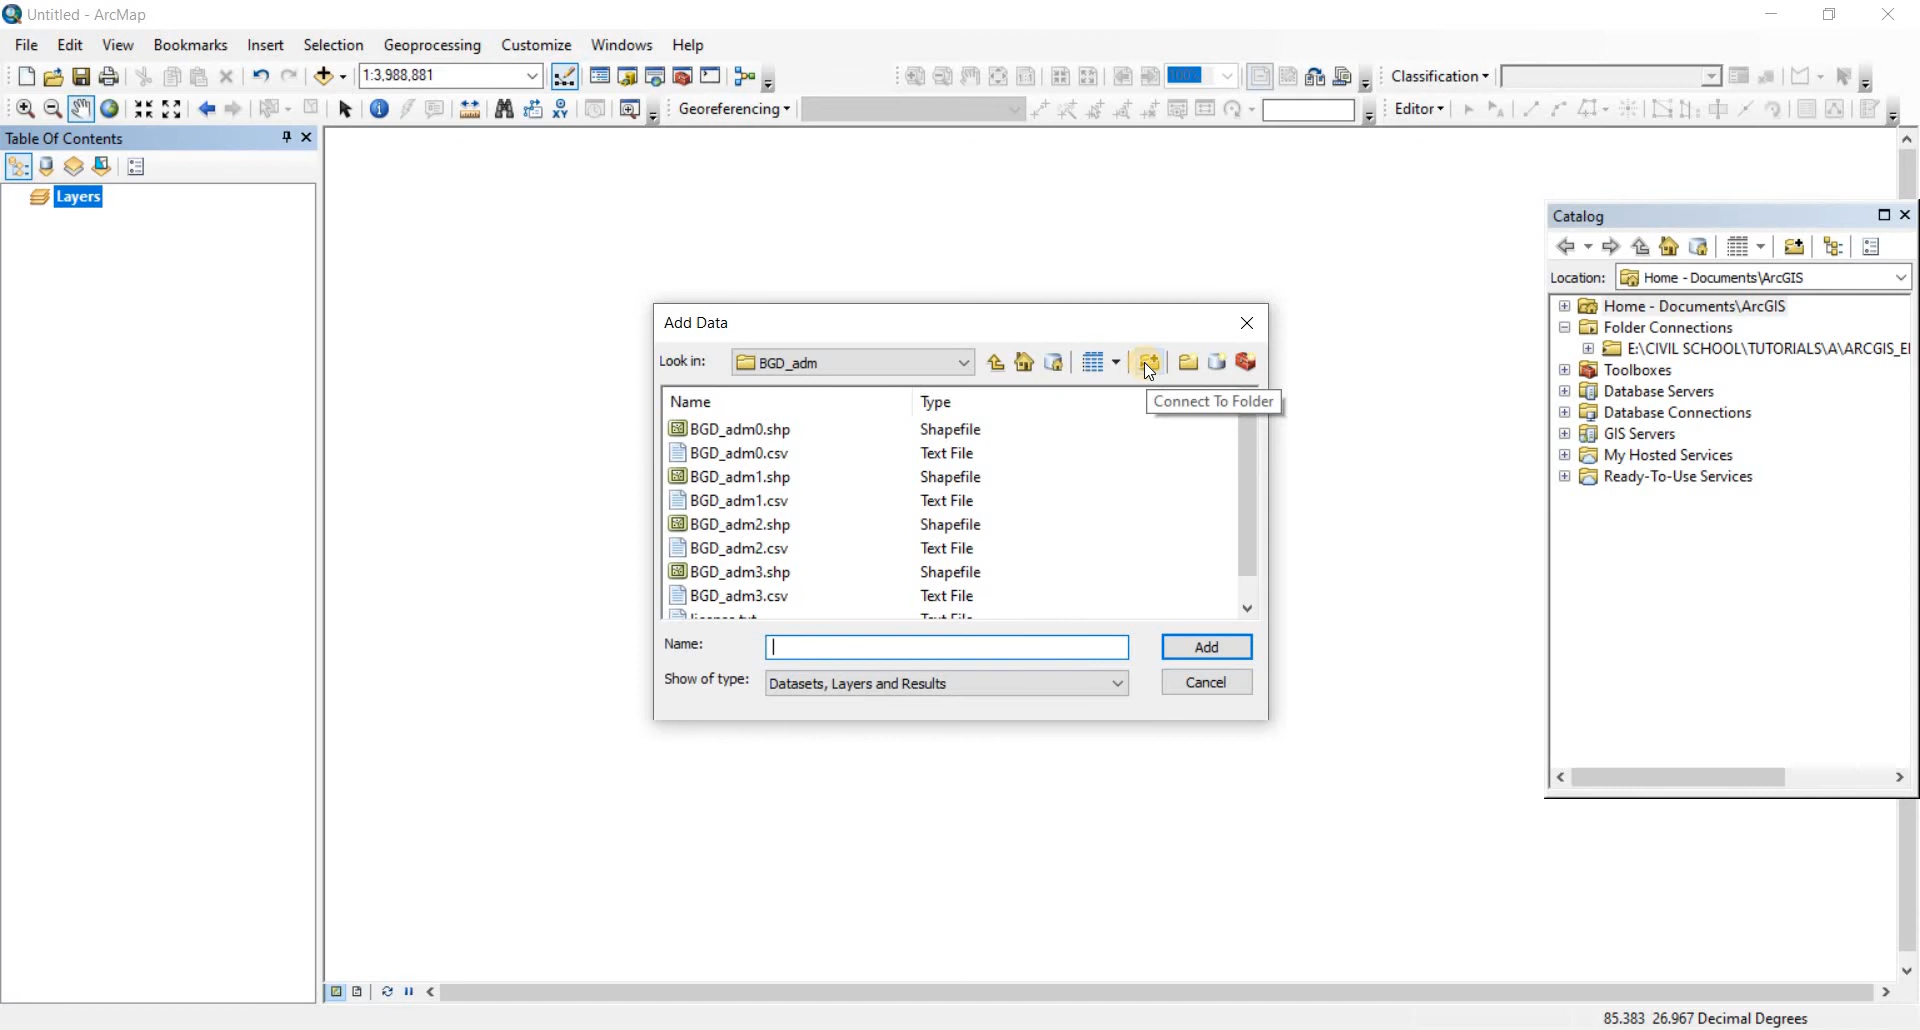 Untitled - ArcMap
File Edit View Bookmarks Insert Selection Geoprocessing Customize Windows Help
1:3,988,881
100%
Classification
Georeferencing
Editor
Table Of Contents
Layers
Add Data
Look in: BGD_adm
Connect To Folder
Name Type
BGD_adm0.shp Shapefile
BGD_adm0.csv Text File
BGD_adm1.shp Shapefile
BGD_adm1.csv Text File
BGD_adm2.shp Shapefile
BGD_adm2.csv Text File
BGD_adm3.shp Shapefile
BGD_adm3.csv Text File
Name:
Add
Show of type: Datasets, Layers and Results
Cancel
Catalog
Location: Home - Documents\ArcGIS
Home - Documents\ArcGIS
Folder Connections
E:\CIVIL SCHOOL\TUTORIALS\A\ARCGIS_
Toolboxes
Database Servers
Database Connections
GIS Servers
My Hosted Services
Ready-To-Use Services
85.383 26.967 Decimal Degrees